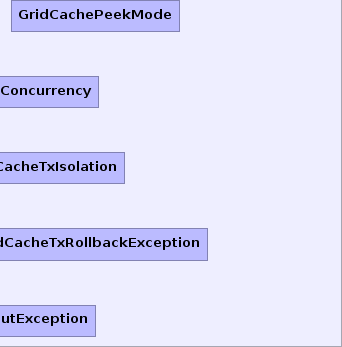 GridCachePeekMode
Concurrency
CacheTxIsolation
dCacheTxRollbackException
utException